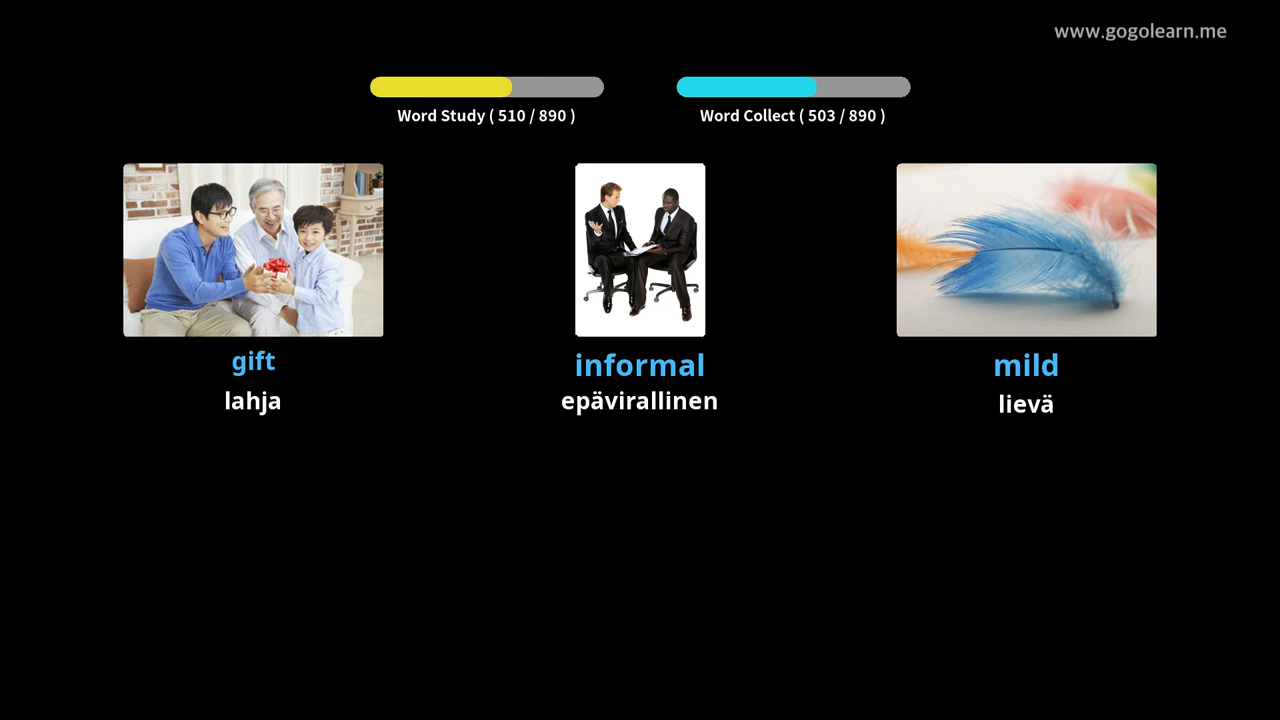 www.gogolearn.me
Word Study ( 510 / 890 )
Word Collect ( 503 / 890 )
gift
lahja
informal
epävirallinen
mild
lievä